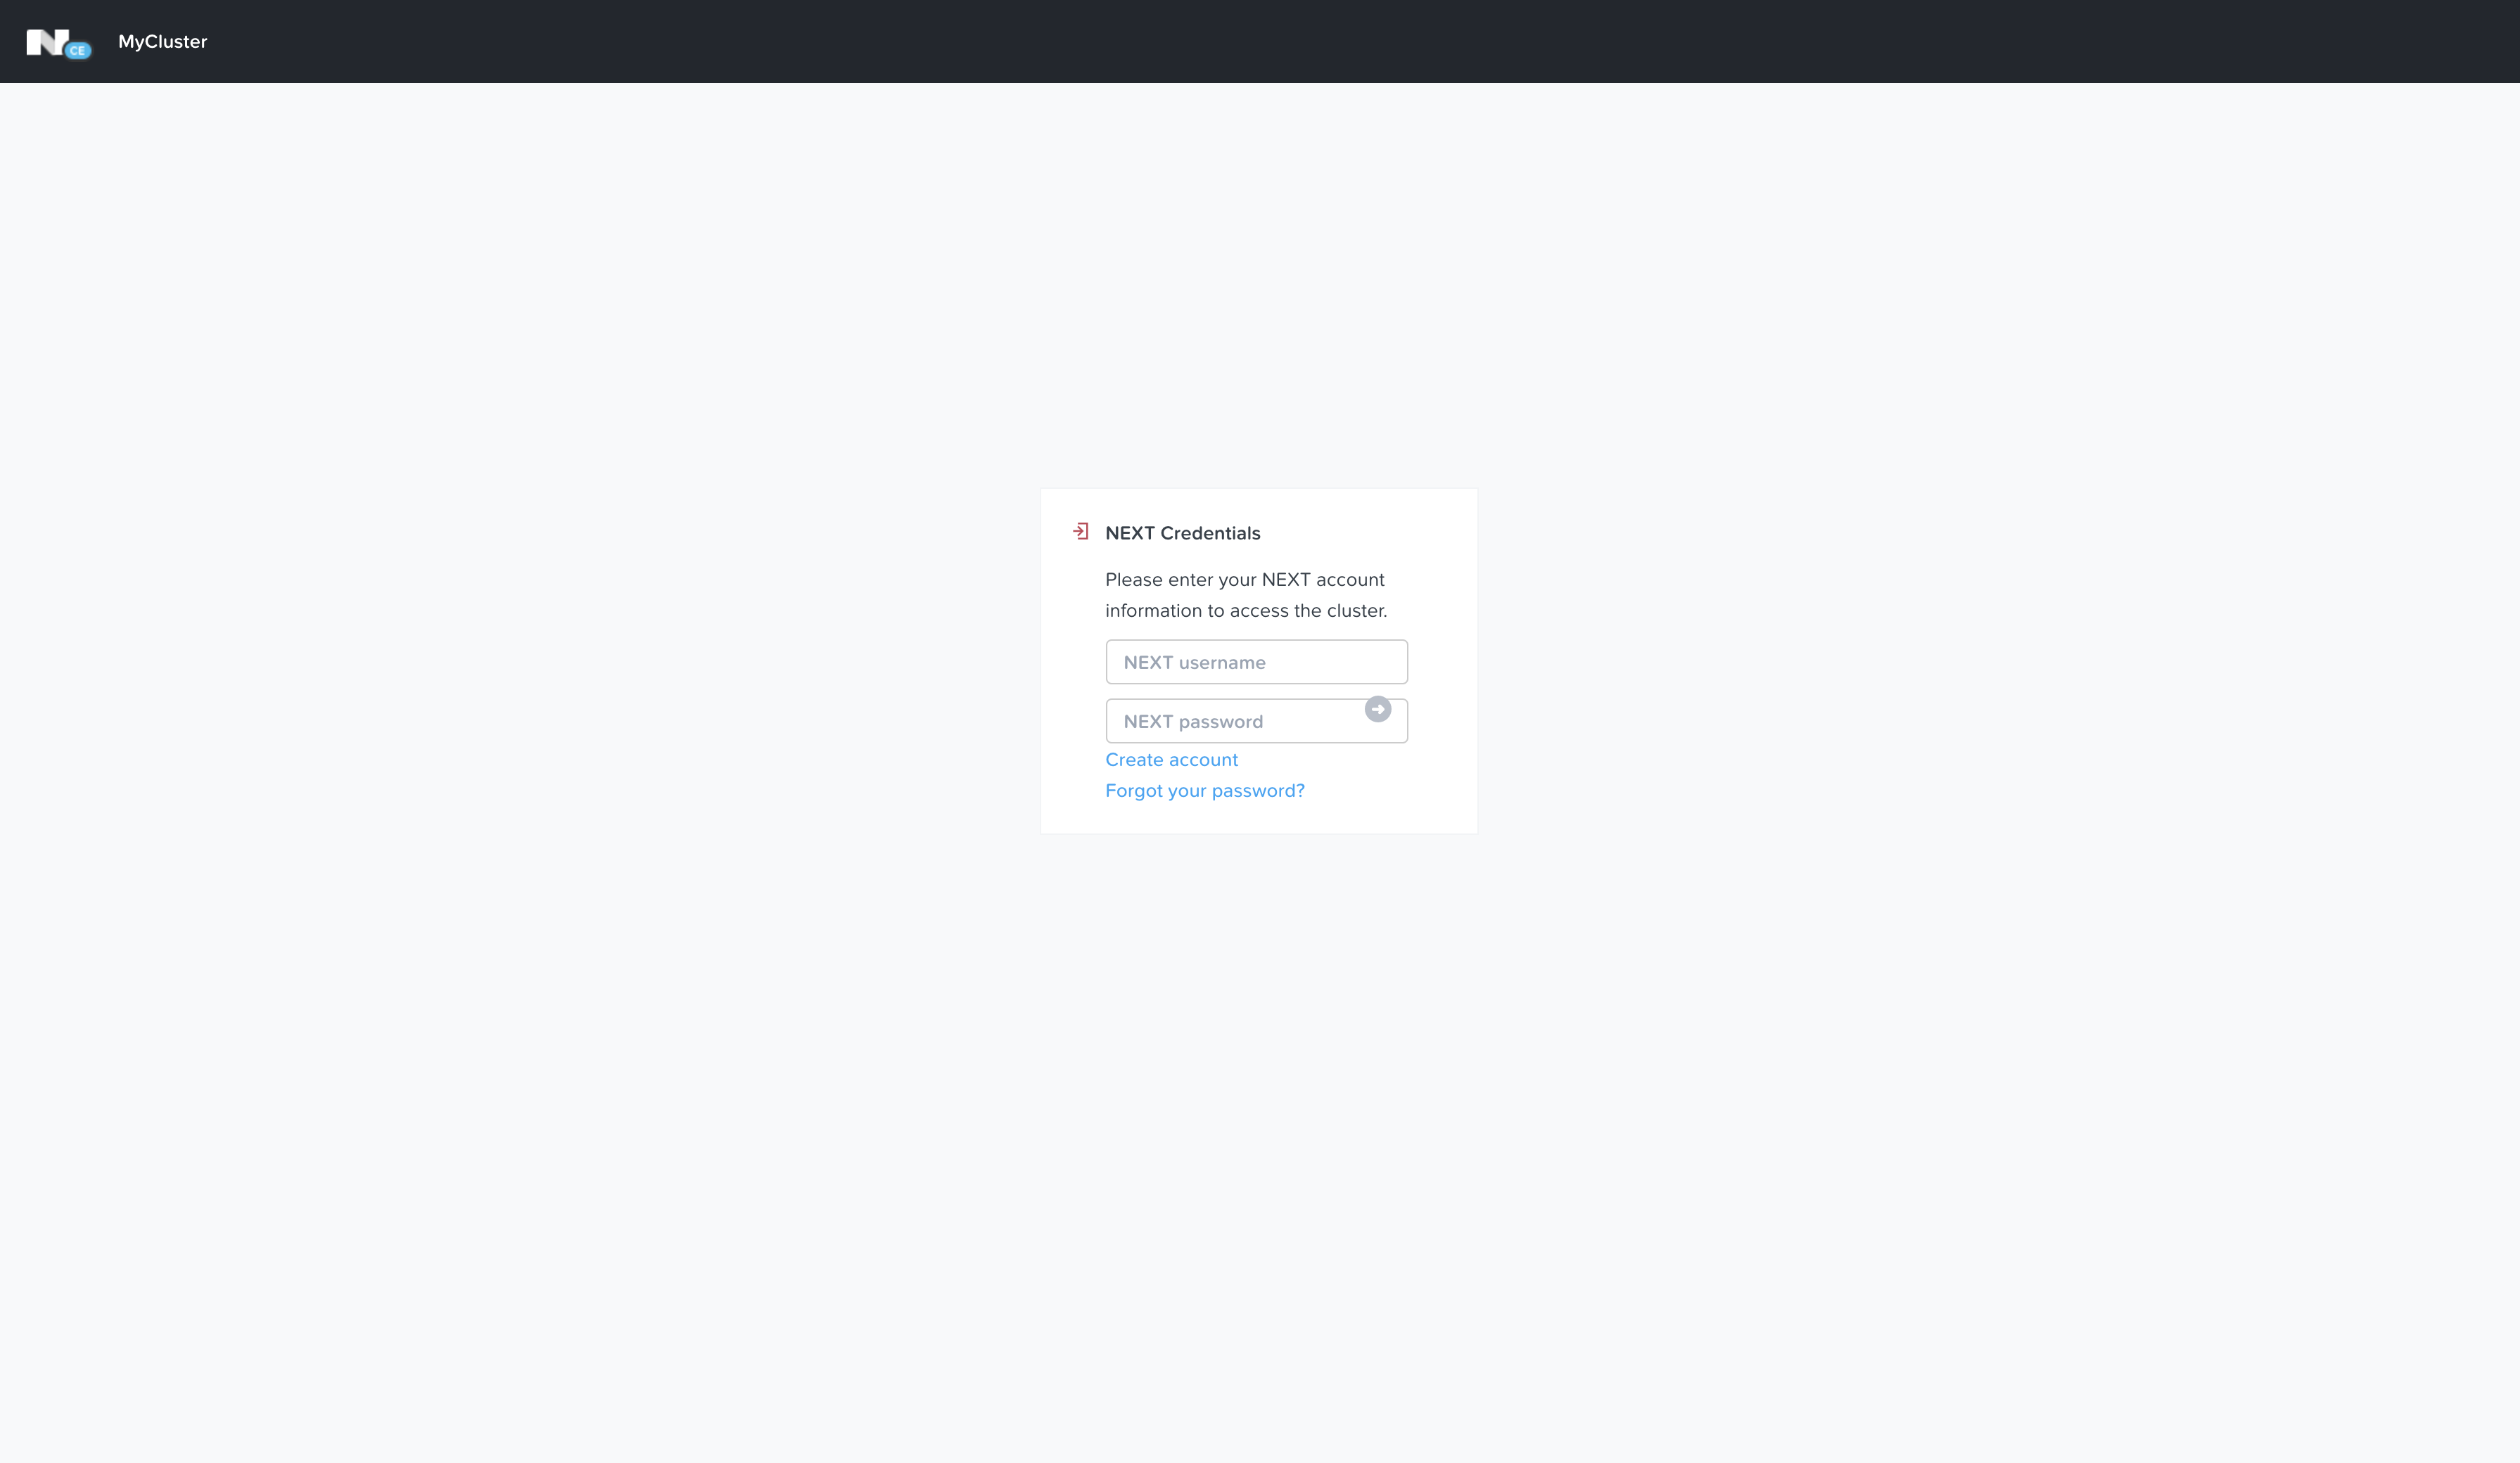 N CE MyCluster
NEXT Credentials
Please enter your NEXT account
information to access the cluster.
NEXT username
NEXT password
Create account
Forgot your password?